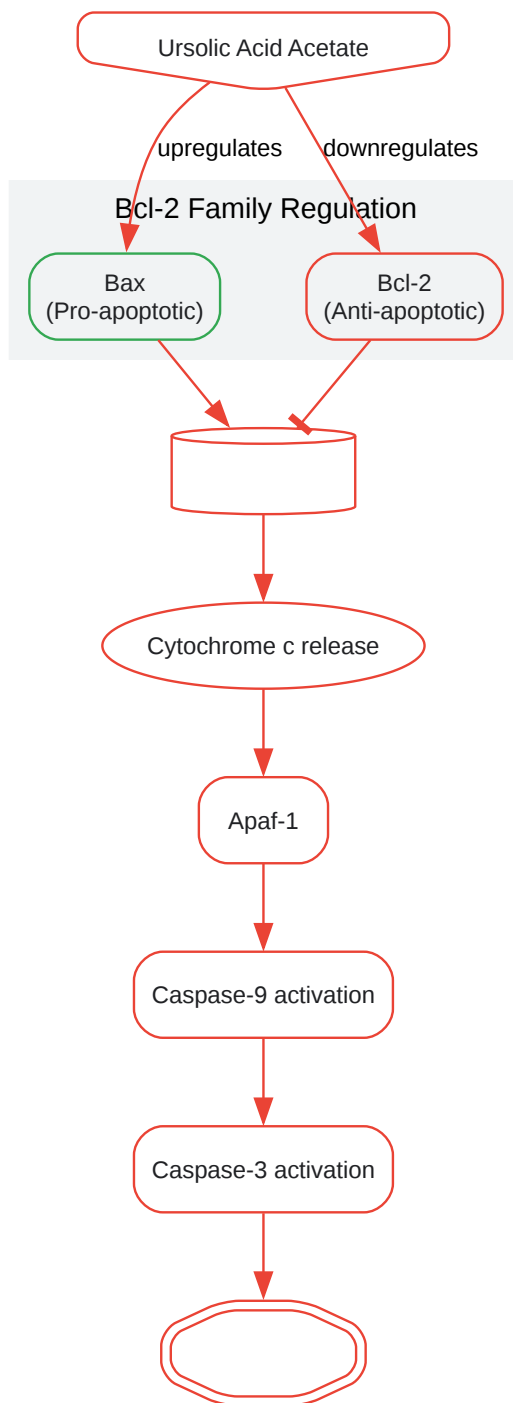 Ursolic Acid Acetate
upregulates
downregulates
Bcl-2 Family Regulation
Bax
(Pro-apoptotic)
Bcl-2
(Anti-apoptotic)
Cytochrome c release
Apaf-1
Caspase-9 activation
Caspase-3 activation